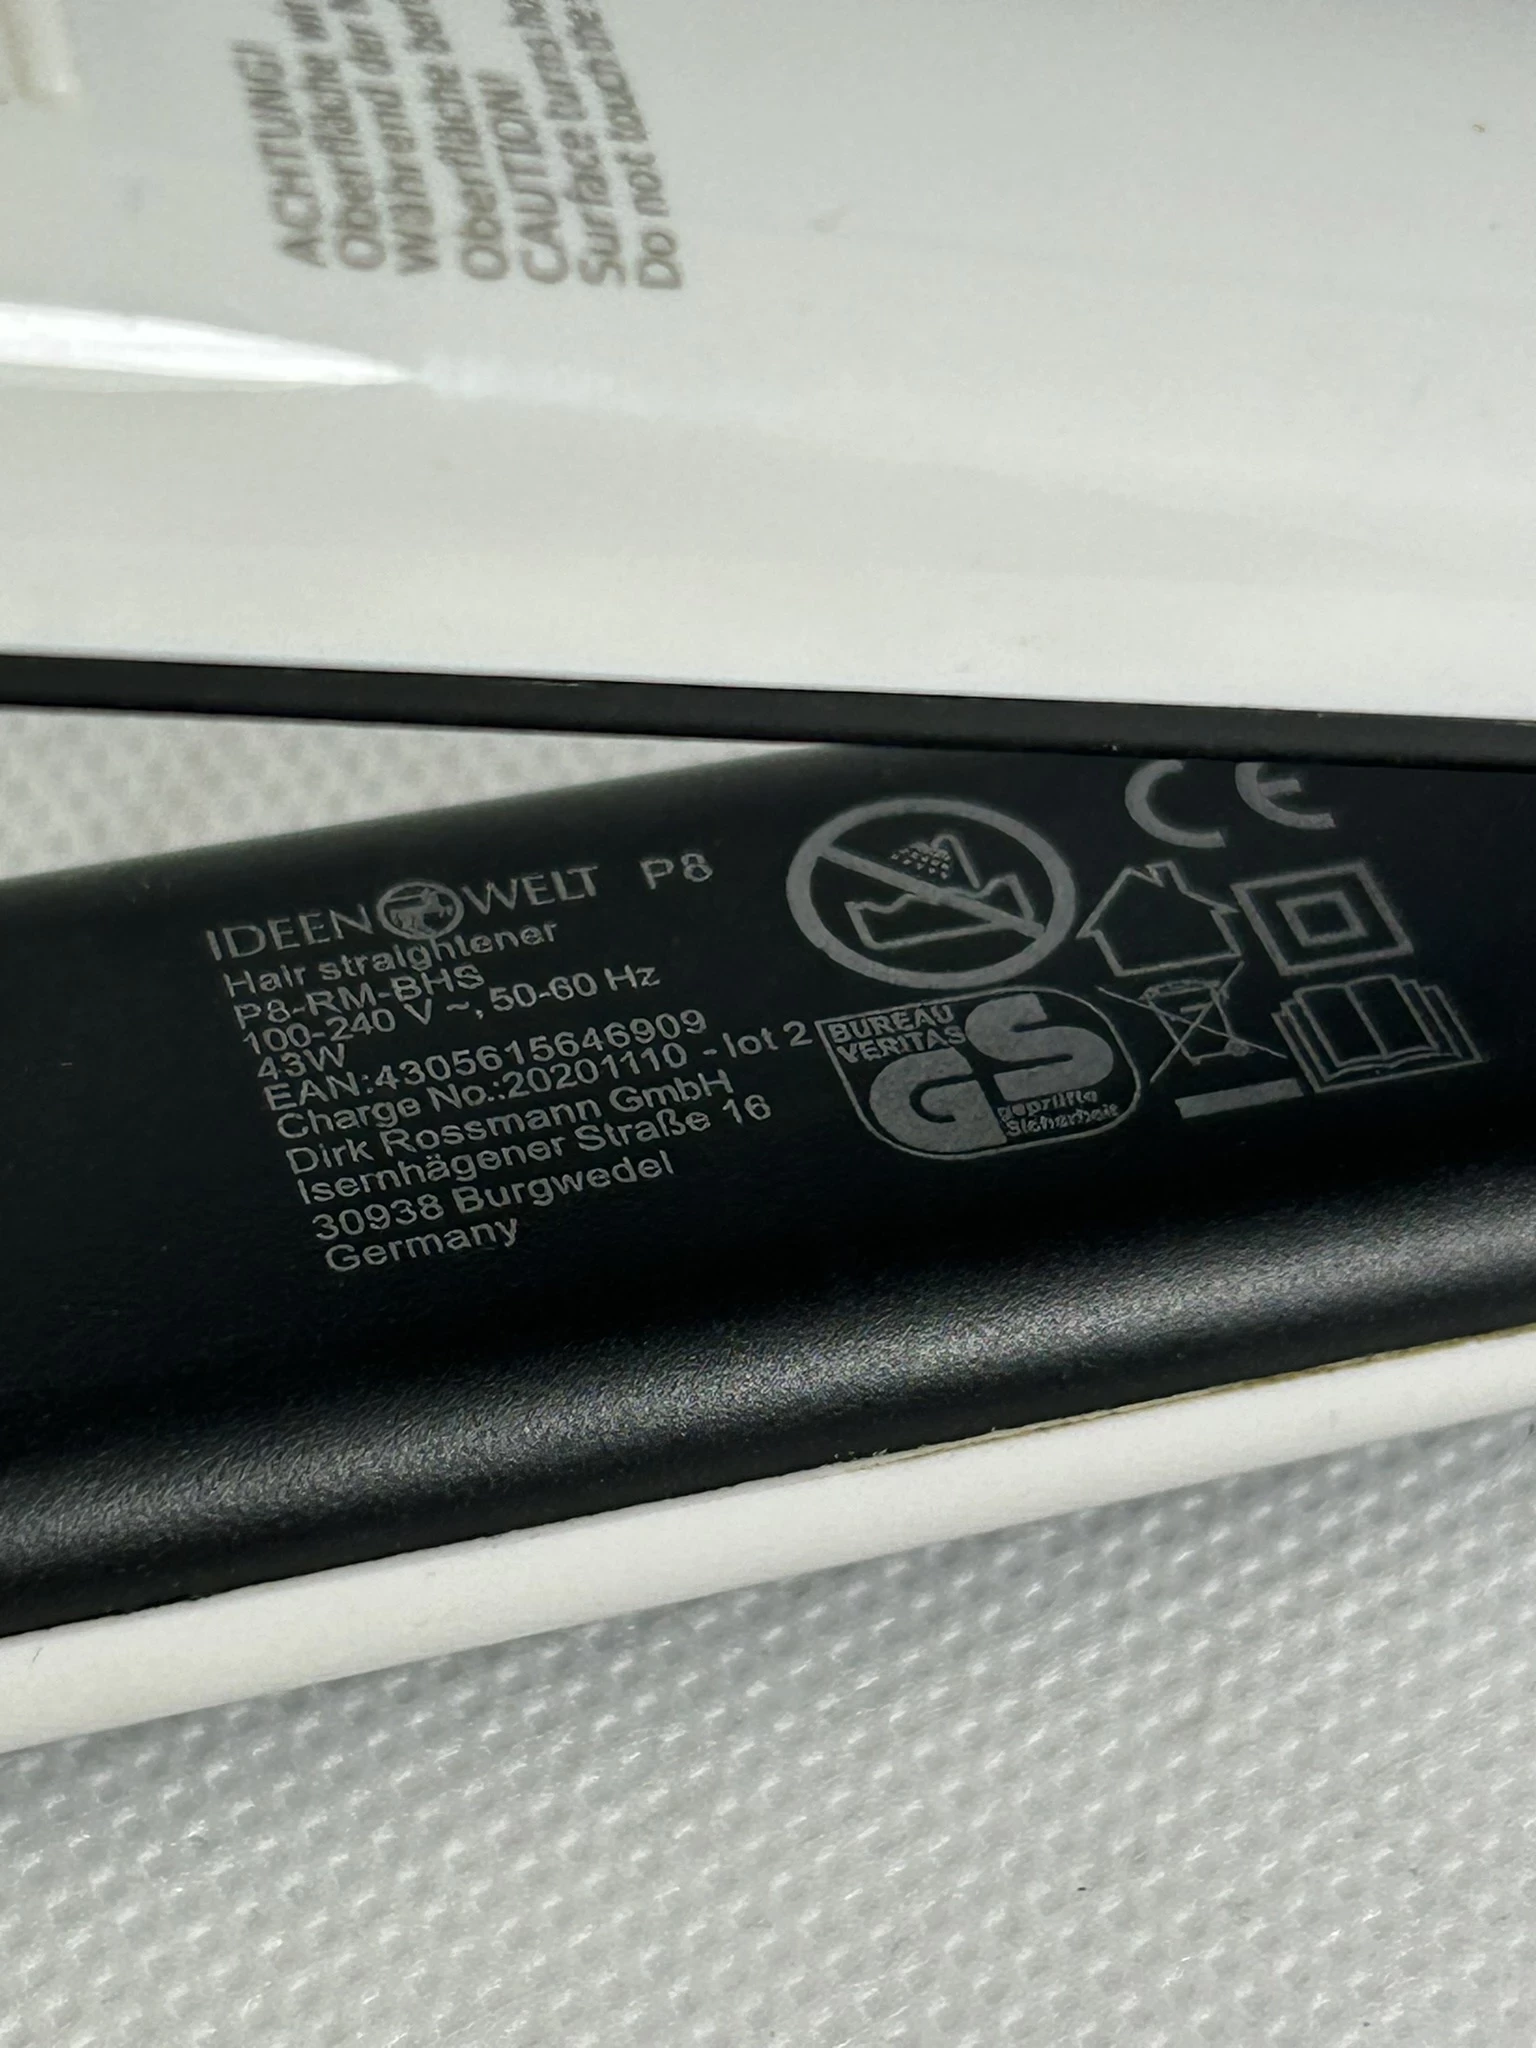 ACHTUNG!
Oberfläche
Während der
Oberfläche
CAUTION!
Surface turns
Do not touch the
IDEENWELT P8
Hair straightener
P8-RM-BHS
100-240 V ~, 50-60 Hz
43W
EAN:4305615646909
Charge No.:20201110 - lot 2
Dirk Rossmann GmbH
Isernhägener Straße 16
30938 Burgwedel
Germany
CE
BUREAU
VERITAS
GS
geprüfte
Sicherheit